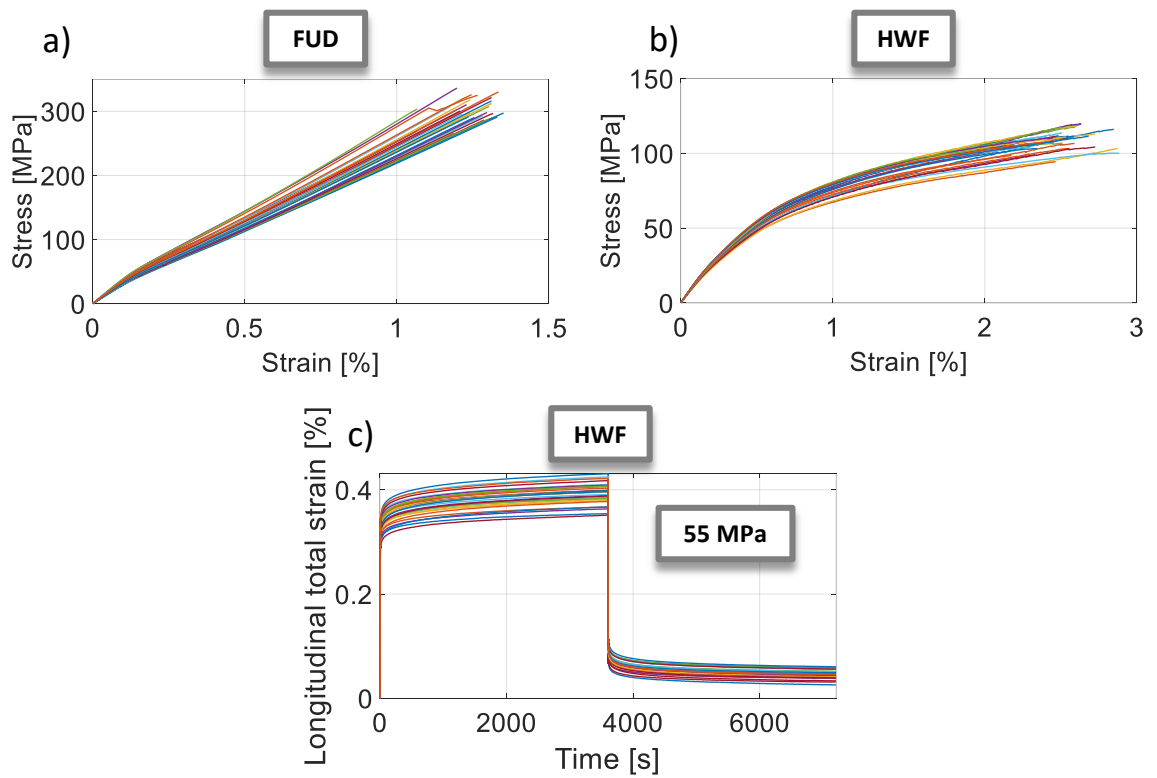 a)
FUD
Stress [MPa]
300
200
100
0
0
0.5
1
1.5
Strain [%]
b)
HWF
Stress [MPa]
150
100
50
0
0
1
2
3
Strain [%]
c)
HWF
Longitudinal total strain [%]
0.4
0.2
0
55 MPa
0
2000
4000
6000
Time [s]